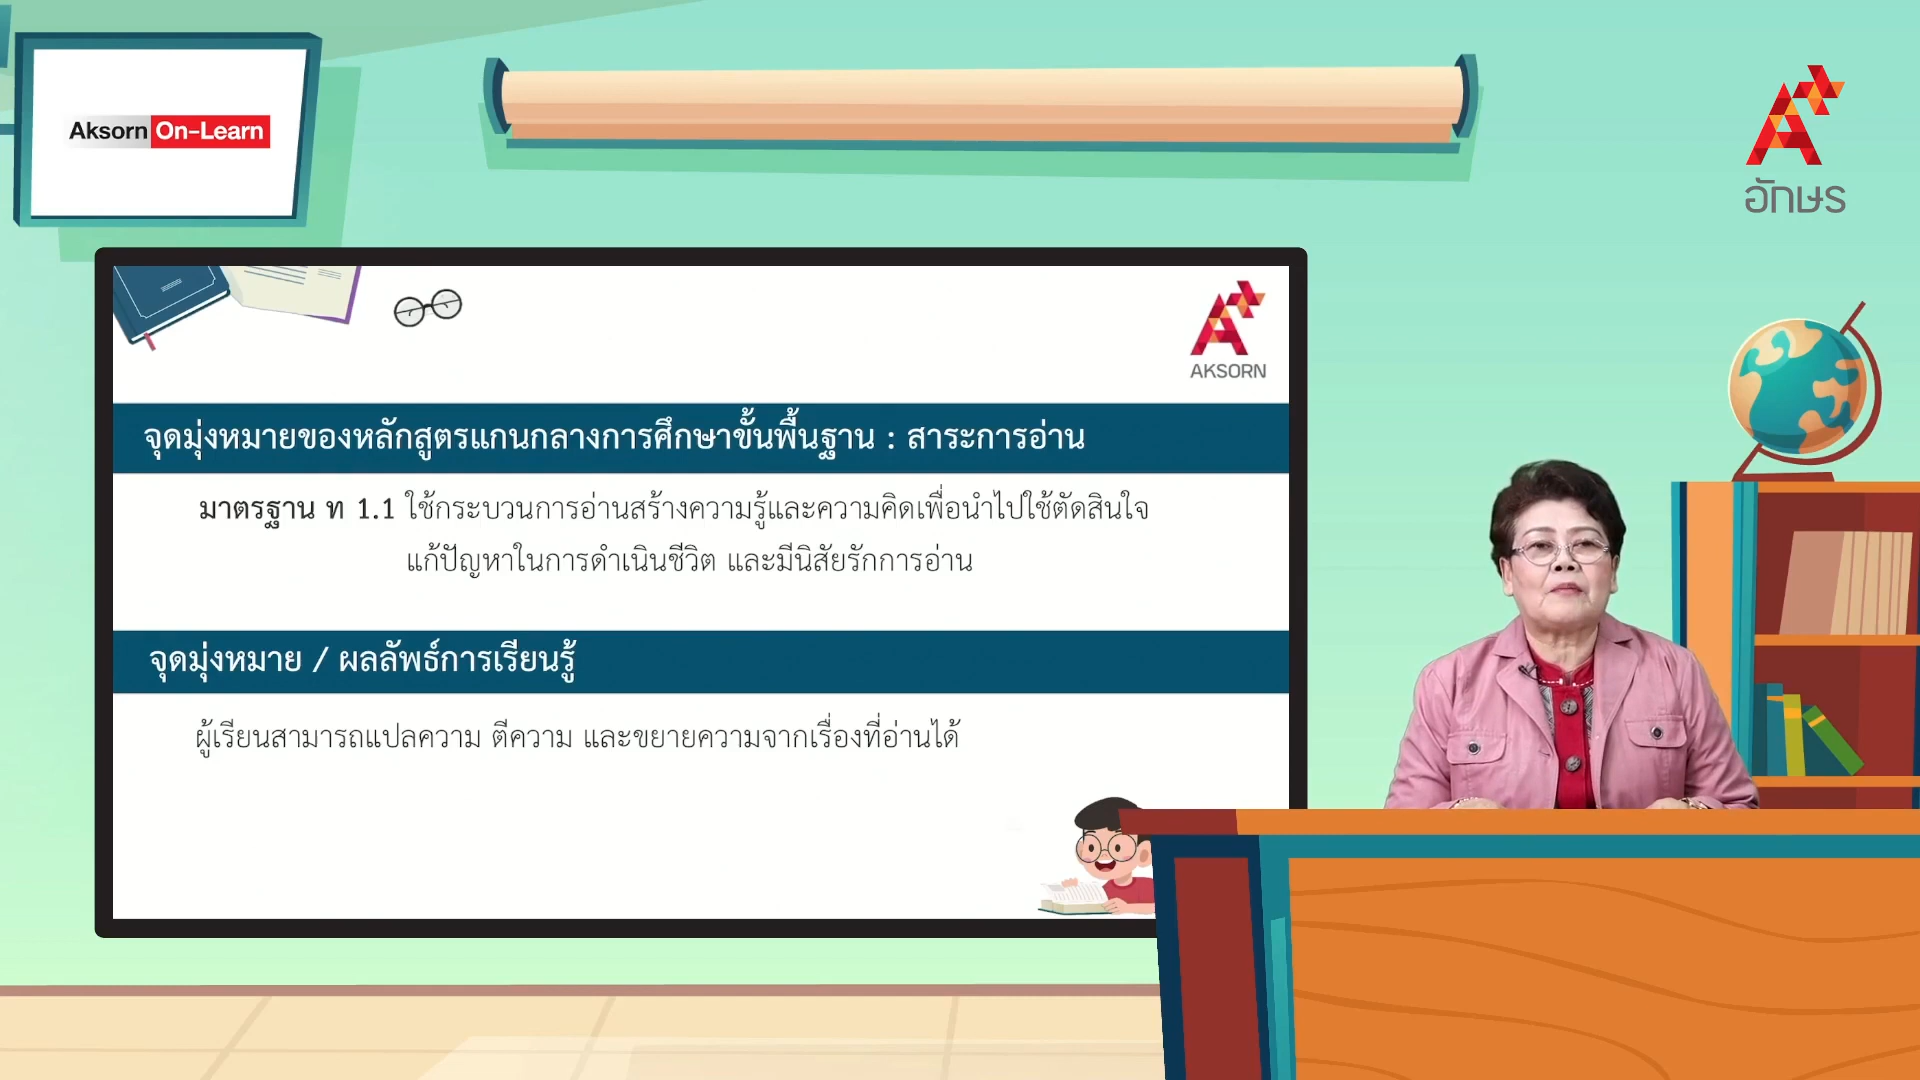 Aksorn On-Learn
อักษร
AKSORN
จุดมุ่งหมายของหลักสูตรแกนกลางการศึกษาขั้นพื้นฐาน : สาระการอ่าน
มาตรฐาน ท 1.1 ใช้กระบวนการอ่านสร้างความรู้และความคิดเพื่อนำไปใช้ตัดสินใจ
แก้ปัญหาในการดำเนินชีวิต และมีนิสัยรักการอ่าน
จุดมุ่งหมาย / ผลลัพธ์การเรียนรู้
ผู้เรียนสามารถแปลความ ตีความ และขยายความจากเรื่องที่อ่านได้